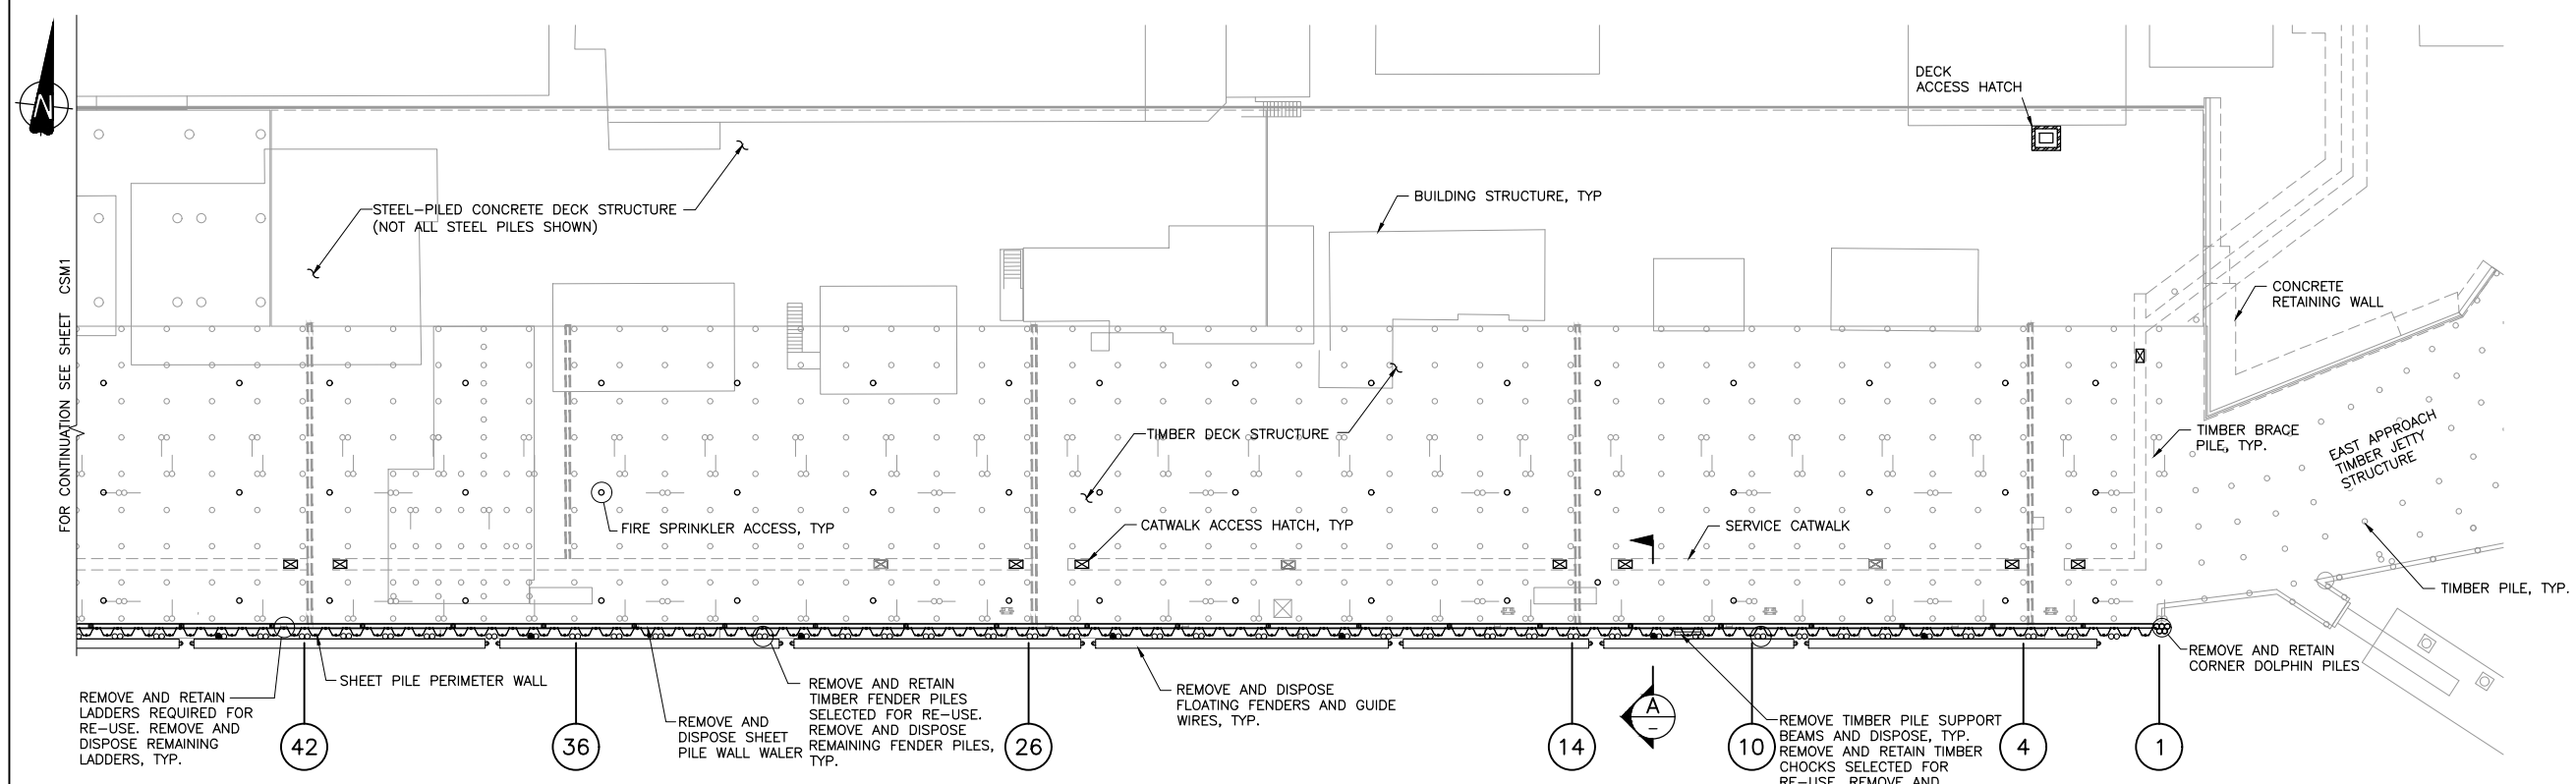 N
FOR CONTINUATION SEE SHEET CSM1
DECK
ACCESS HATCH
STEEL-PILED CONCRETE DECK STRUCTURE
(NOT ALL STEEL PILES SHOWN)
BUILDING STRUCTURE, TYP
CONCRETE
RETAINING WALL
TIMBER DECK STRUCTURE
TIMBER BRACE
PILE, TYP.
EAST APPROACH
TIMBER JETTY
STRUCTURE
FIRE SPRINKLER ACCESS, TYP
CATWALK ACCESS HATCH, TYP
SERVICE CATWALK
TIMBER PILE, TYP.
REMOVE AND RETAIN
CORNER DOLPHIN PILES
REMOVE AND RETAIN
LADDERS REQUIRED FOR
RE-USE. REMOVE AND
DISPOSE REMAINING
LADDERS, TYP.
SHEET PILE PERIMETER WALL
REMOVE AND
DISPOSE SHEET
PILE WALL WALER
REMOVE AND RETAIN
TIMBER FENDER PILES
SELECTED FOR RE-USE.
REMOVE AND DISPOSE
REMAINING FENDER PILES,
TYP.
REMOVE AND DISPOSE
FLOATING FENDERS AND GUIDE
WIRES, TYP.
A
-
REMOVE TIMBER PILE SUPPORT
BEAMS AND DISPOSE, TYP.
REMOVE AND RETAIN TIMBER
CHOCKS SELECTED FOR
RE-USE. REMOVE AND
42
36
26
14
10
4
1